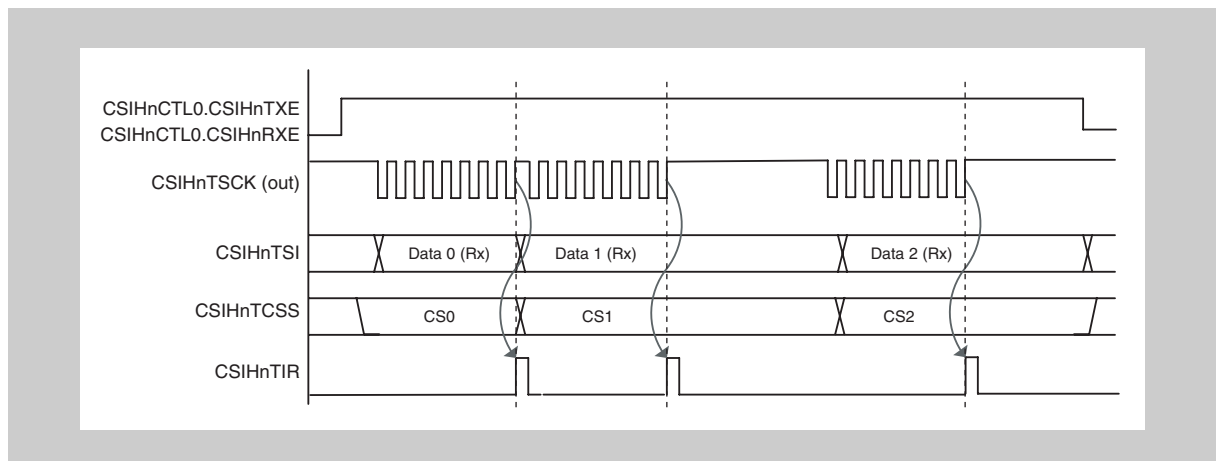 CSIHnCTL0.CSIHnTXE
CSIHnCTL0.CSIHnRXE
CSIHnTSCK (out)
CSIHnTSI
Data 0 (Rx)
Data 1 (Rx)
Data 2 (Rx)
CSIHnTCSS
CS0
CS1
CS2
CSIHnTIR